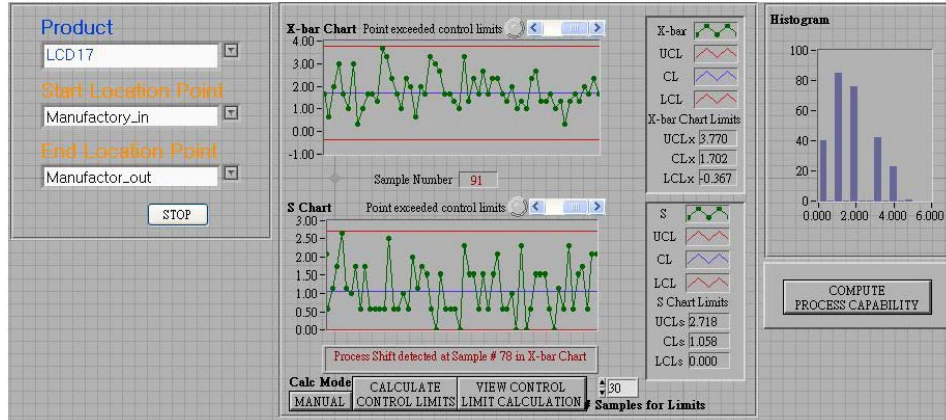 Product
LCD17
Start Location Point
Manufactory_in
End Location Point
Manufactor_out
STOP
X-bar Chart Point exceeded control limits
4.00
3.00
2.00
1.00
0.00
-1.00
Sample Number 91
S Chart Point exceeded control limits
3.00
2.50
2.00
1.50
1.00
0.50
0.00
Process Shift detected at Sample # 78 in X-bar Chart
Calc Mode
MANUAL
CALCULATE
CONTROL LIMITS
VIEW CONTROL
LIMIT CALCULATION
30
# Samples for Limits
X-bar
UCL
CL
LCL
X-bar Chart Limits
UCLx 3.770
CLx 1.702
LCLx -0.367
S
UCL
CL
LCL
S Chart Limits
UCLs 2.718
CLs 1.058
LCLs 0.000
Histogram
100
80
60
40
20
0
0.000 2.000 4.000 6.000
COMPUTE
PROCESS CAPABILITY